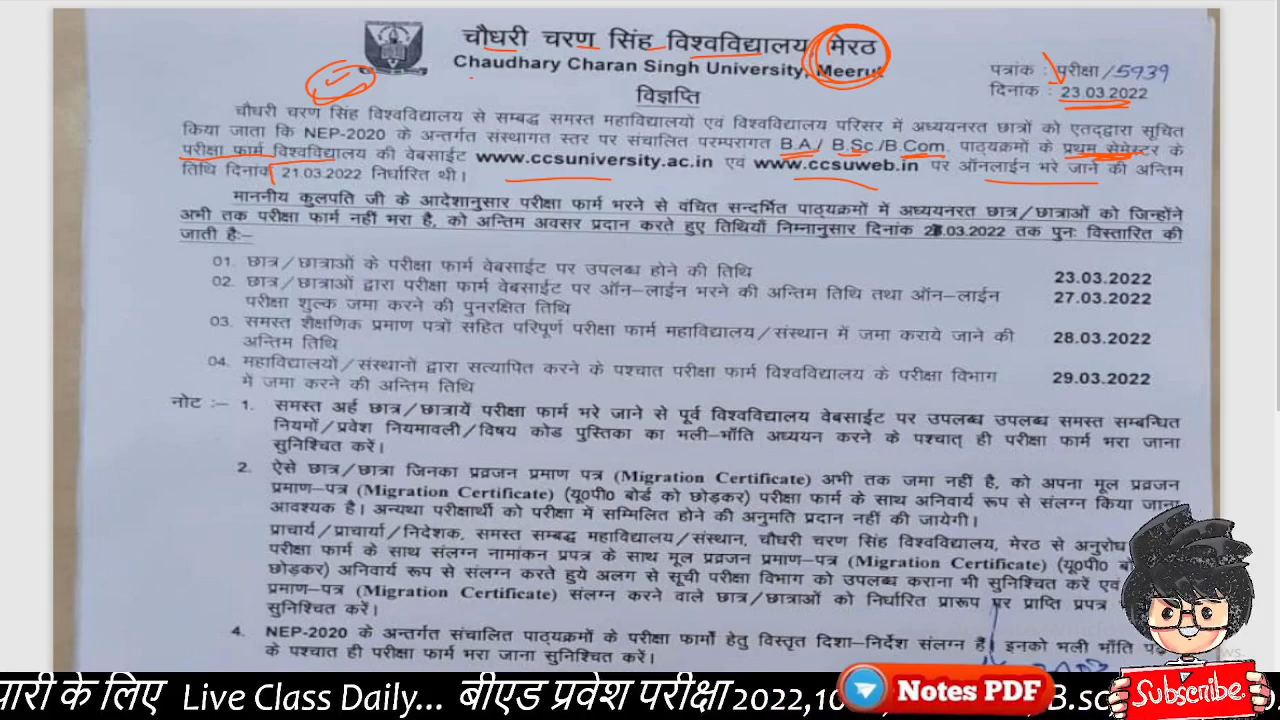 चौधरी चरण सिंह विश्वविद्यालय मेरठ
Chaudhary Charan Singh University, Meerut
पत्रांक : परीक्षा/5939
दिनांक : 23.03.2022
विज्ञप्ति
चौधरी चरण सिंह विश्वविद्यालय से सम्बद्ध समस्त महाविद्यालयों एवं विश्वविद्यालय परिसर में अध्ययनरत छात्रों को एतद्द्वारा सूचित
किया जाता कि NEP-2020 के अन्तर्गत संस्थागत स्तर पर संचालित परम्परागत B.A/ B.Sc/B.Com. पाठ्यक्रमों के प्रथम सेमेस्टर के
परीक्षा फार्म विश्वविद्यालय की वेबसाईट www.ccsuniversity.ac.in एवं www.ccsuweb.in पर ऑनलाईन भरे जाने की अन्तिम
तिथि दिनांक 21.03.2022 निर्धारित थी।
माननीय कुलपति जी के आदेशानुसार परीक्षा फार्म भरने से वंचित सन्दर्भित पाठ्यक्रमों में अध्ययनरत छात्र/छात्राओं को जिन्होंने
अभी तक परीक्षा फार्म नहीं भरा है, को अन्तिम अवसर प्रदान करते हुए तिथियाँ निम्नानुसार दिनांक .03.2022 तक पुनः विस्तारित की
जाती है:–
01. छात्र/छात्राओं के परीक्षा फार्म वेबसाईट पर उपलब्ध होने की तिथि 23.03.2022
02. छात्र/छात्राओं द्वारा परीक्षा फार्म वेबसाईट पर ऑन–लाईन भरने की अन्तिम तिथि तथा ऑन–लाईन 27.03.2022
परीक्षा शुल्क जमा करने की पुनरक्षित तिथि
03. समस्त शैक्षणिक प्रमाण पत्रों सहित परिपूर्ण परीक्षा फार्म महाविद्यालय/संस्थान में जमा कराये जाने की 28.03.2022
अन्तिम तिथि
04. महाविद्यालयों/संस्थानों द्वारा सत्यापित करने के पश्चात परीक्षा फार्म विश्वविद्यालय के परीक्षा विभाग 29.03.2022
में जमा करने की अन्तिम तिथि
नोट :– 1. समस्त अर्ह छात्र/छात्रायें परीक्षा फार्म भरे जाने से पूर्व विश्वविद्यालय वेबसाईट पर उपलब्ध उपलब्ध समस्त सम्बन्धित
नियमों/प्रवेश नियमावली/विषय कोड पुस्तिका का भली–भाँति अध्ययन करने के पश्चात् ही परीक्षा फार्म भरा जाना
सुनिश्चित करें।
2. ऐसे छात्र/छात्रा जिनका प्रव्रजन प्रमाण पत्र (Migration Certificate) अभी तक जमा नहीं है, को अपना मूल प्रव्रजन
प्रमाण–पत्र (Migration Certificate) (यू०पी० बोर्ड को छोड़कर) परीक्षा फार्म के साथ अनिवार्य रूप से संलग्न किया जाना
आवश्यक है। अन्यथा परीक्षार्थी को परीक्षा में सम्मिलित होने की अनुमति प्रदान नहीं की जायेगी।
प्राचार्य/प्राचार्या/निदेशक, समस्त सम्बद्ध महाविद्यालय/संस्थान, चौधरी चरण सिंह विश्वविद्यालय, मेरठ से अनुरोध
परीक्षा फार्म के साथ संलग्न नामांकन प्रपत्र के साथ मूल प्रव्रजन प्रमाण–पत्र (Migration Certificate) (यू०पी०
छोड़कर) अनिवार्य रूप से संलग्न करते हुये अलग से सूची परीक्षा विभाग को उपलब्ध कराना भी सुनिश्चित करें एवं
प्रमाण–पत्र (Migration Certificate) संलग्न करने वाले छात्र/छात्राओं को निर्धारित प्रारूप पर प्राप्ति प्रपत्र
सुनिश्चित करें।
4. NEP-2020 के अन्तर्गत संचालित पाठ्यक्रमों के परीक्षा फार्मो हेतु विस्तृत दिशा–निर्देश संलग्न है। इनको भली भाँति
के पश्चात ही परीक्षा फार्म भरा जाना सुनिश्चित करें।
के लिए Live Class Daily... बीएड प्रवेश परीक्षा 2022,
Notes PDF
Subscribe